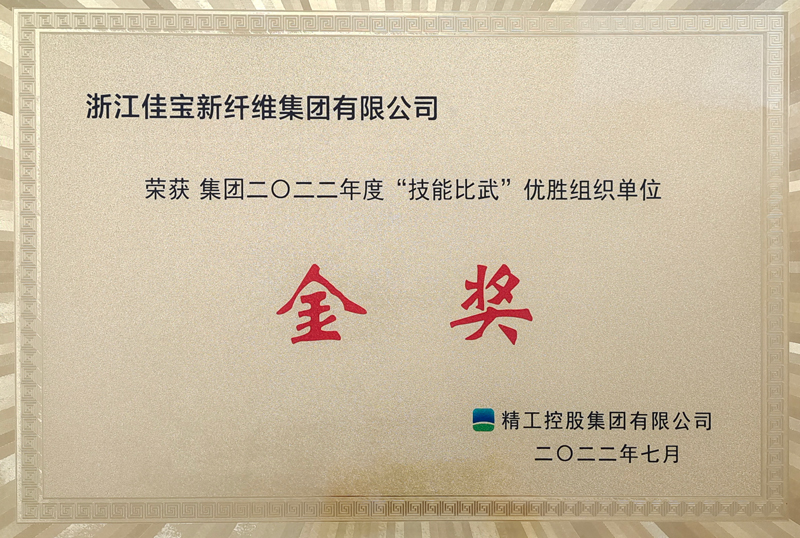 浙江佳宝新纤维集团有限公司
荣获 集团二〇二二年度“技能比武”优胜组织单位
金 奖
精工控股集团有限公司
二〇二二年七月